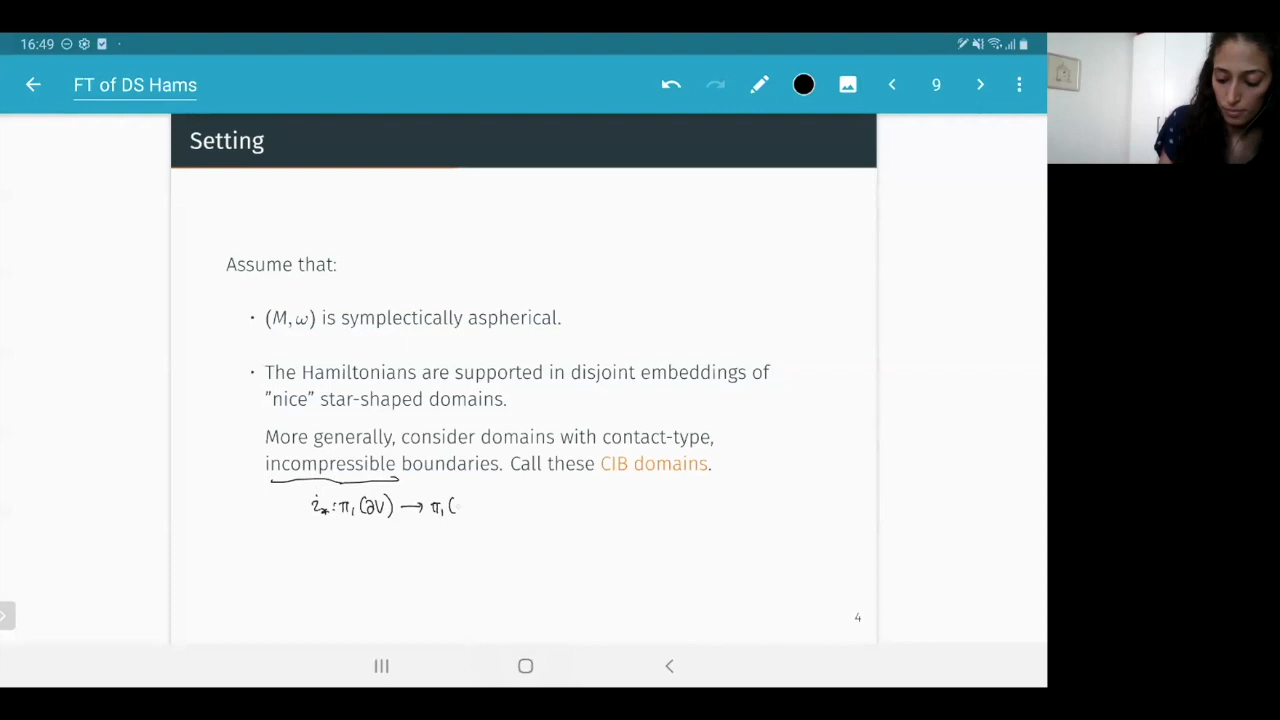 16:49
FT of DS Hams
9
Setting
Assume that:
· (M, ω) is symplectically aspherical.
· The Hamiltonians are supported in disjoint embeddings of
"nice" star-shaped domains.
More generally, consider domains with contact-type,
incompressible boundaries. Call these CIB domains.
i_* : π₁(∂V) → π₁(
4